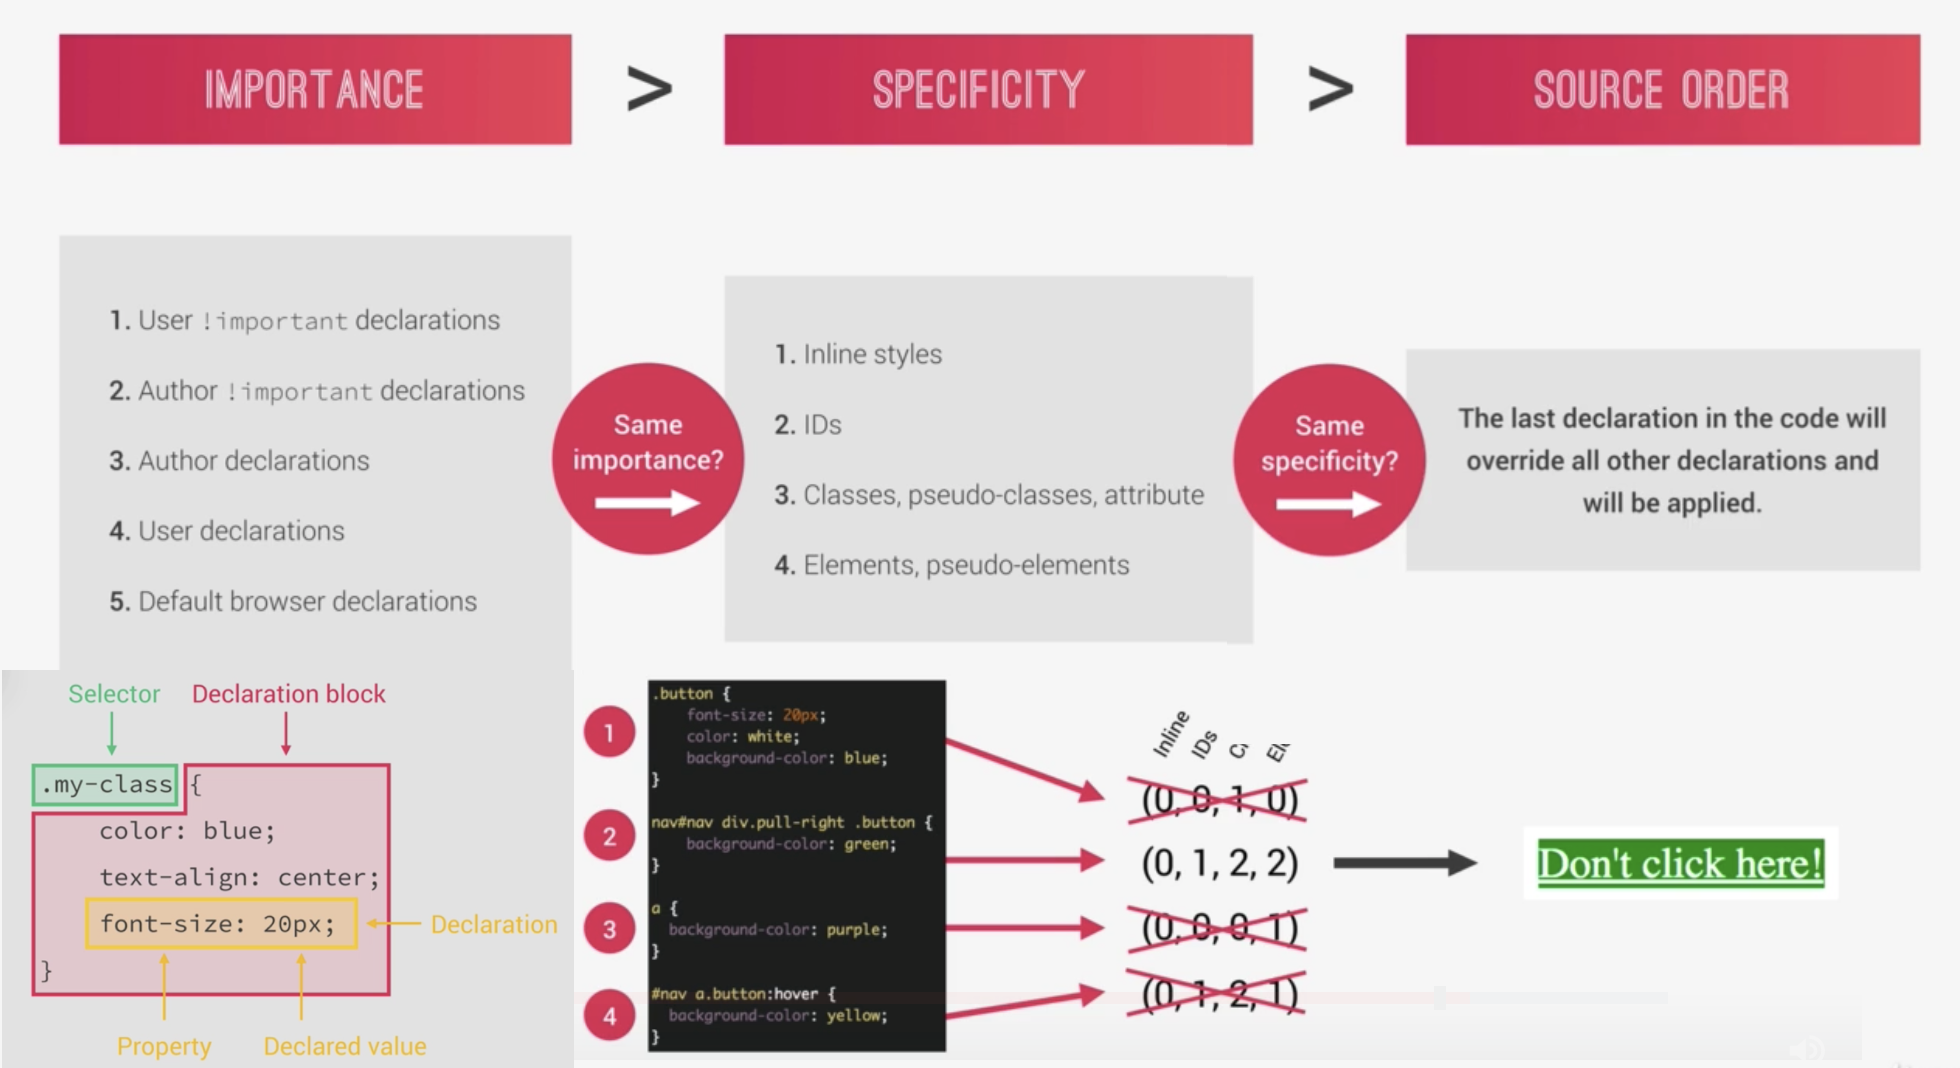 IMPORTANCE
>
SPECIFICITY
>
SOURCE ORDER
1. User !important declarations
2. Author !important declarations
3. Author declarations
4. User declarations
5. Default browser declarations
Same
importance?
1. Inline styles
2. IDs
3. Classes, pseudo-classes, attribute
4. Elements, pseudo-elements
Same
specificity?
The last declaration in the code will
override all other declarations and
will be applied.
Selector
Declaration block
.my-class {
color: blue;
text-align: center;
font-size: 20px;
}
Declaration
Property
Declared value
1
.button {
font-size: 20px;
color: white;
background-color: blue;
}
2
nav#nav div.pull-right .button {
background-color: green;
}
3
a {
background-color: purple;
}
4
#nav a.button:hover {
background-color: yellow;
}
Inline
IDs
(0, 0, 1, 0)
(0, 1, 2, 2)
(0, 0, 0, 1)
(0, 1, 2, 1)
Don't click here!